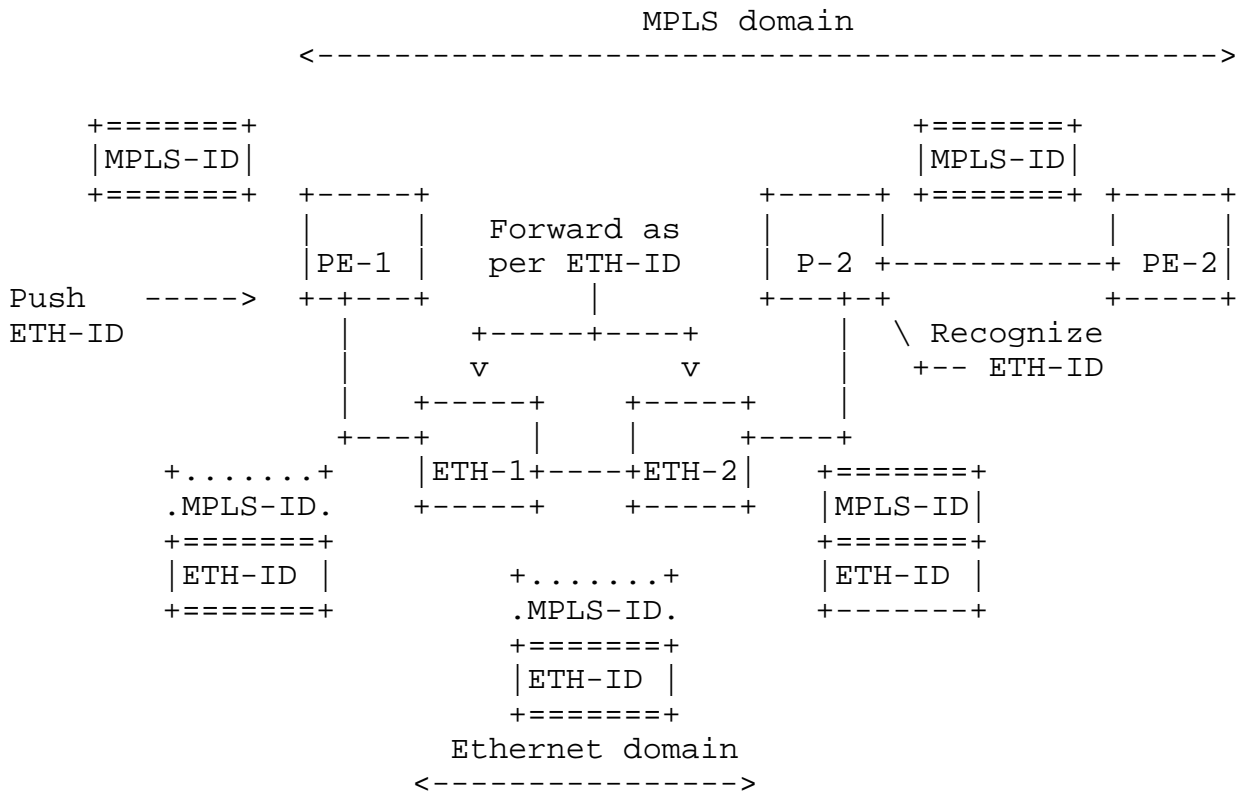 MPLS domain
<----------------------------------------------->
+=======+ +=======+
|MPLS-ID| |MPLS-ID|
+=======+ +-----+ +-----+ +=======+ +-----+
| | Forward as | | | |
|PE-1 | per ETH-ID | P-2 +-----------+ PE-2|
Push -----> +-+---+ | +---+-+ +-----+
ETH-ID | +-----+----+ | \ Recognize
| v v | +-- ETH-ID
| +-----+ +-----+ |
+---+ | | +----+
+.......+ |ETH-1+----+ETH-2| +=======+
.MPLS-ID. +-----+ +-----+ |MPLS-ID|
+=======+ +=======+
|ETH-ID | +.......+ |ETH-ID |
+=======+ .MPLS-ID. +-------+
+=======+
|ETH-ID |
+=======+
Ethernet domain
<---------------->